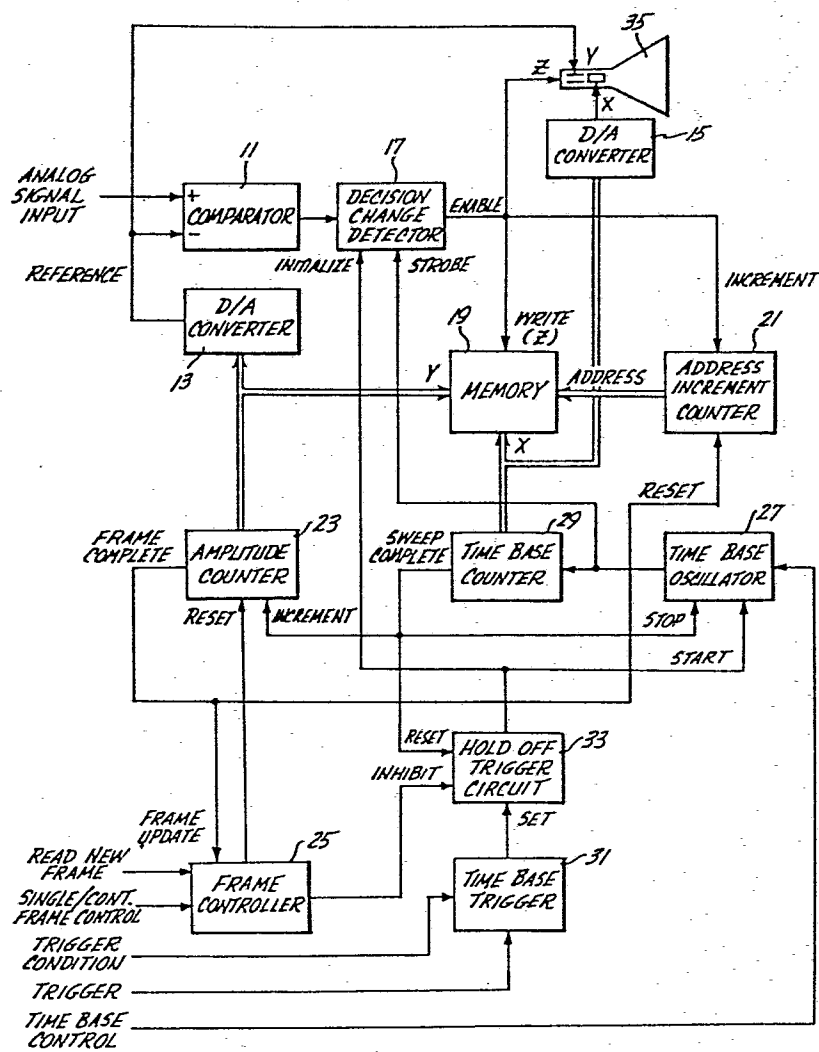 35
Y
Z
X
D/A
CONVERTER
15
11
17
ANALOG
SIGNAL
INPUT
+
COMPARATOR
−
DECISION
CHANGE
DETECTOR
ENABLE
INITIALIZE
STROBE
REFERENCE
INCREMENT
D/A
CONVERTER
13
19
WRITE
(Z)
21
Y
MEMORY
ADDRESS
ADDRESS
INCREMENT
COUNTER
X
RESET
FRAME
COMPLETE
23
AMPLITUDE
COUNTER
SWEEP
COMPLETE
29
TIME BASE
COUNTER
27
TIME BASE
OSCILLATOR
RESET
INCREMENT
STOP
START
RESET
33
HOLD OFF
TRIGGER
CIRCUIT
INHIBIT
SET
FRAME
UPDATE
25
31
READ NEW
FRAME
FRAME
CONTROLLER
TIME BASE
TRIGGER
SINGLE/CONT.
FRAME CONTROL
TRIGGER
CONDITION
TRIGGER
TIME BASE
CONTROL